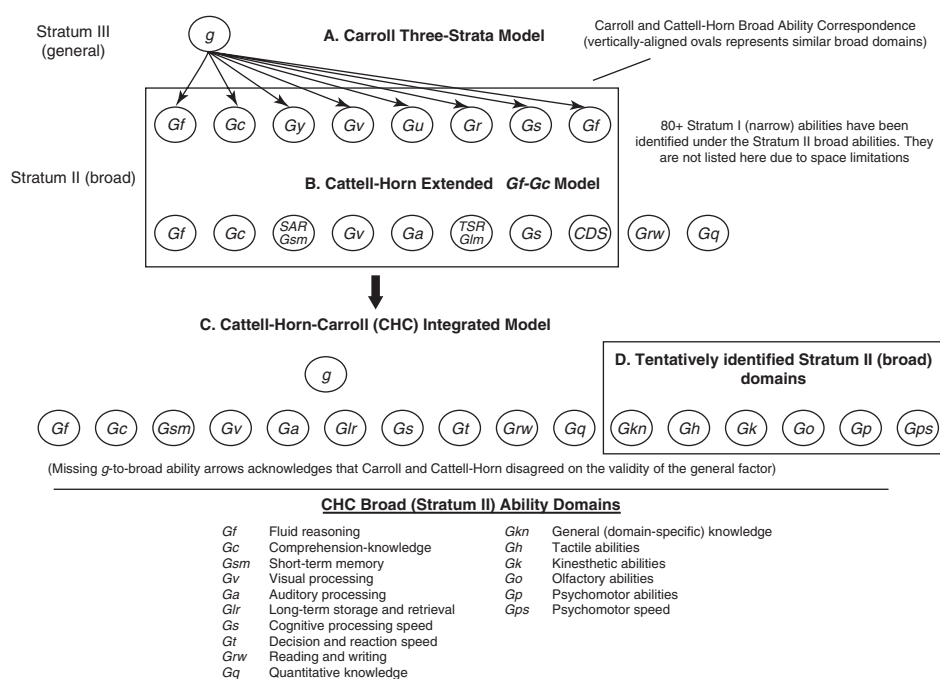 Stratum III
(general)
g
A. Carroll Three-Strata Model
Carroll and Cattell-Horn Broad Ability Correspondence
(vertically-aligned ovals represents similar broad domains)
Gf Gc Gy Gv Gu Gr Gs Gf
80+ Stratum I (narrow) abilities have been
identified under the Stratum II broad abilities. They
are not listed here due to space limitations
Stratum II (broad)
B. Cattell-Horn Extended Gf-Gc Model
Gf Gc SAR Gsm Gv Ga TSR Glm Gs CDS Grw Gq
C. Cattell-Horn-Carroll (CHC) Integrated Model
g
D. Tentatively identified Stratum II (broad)
domains
Gf Gc Gsm Gv Ga Glr Gs Gt Grw Gq Gkn Gh Gk Go Gp Gps
(Missing g-to-broad ability arrows acknowledges that Carroll and Cattell-Horn disagreed on the validity of the general factor)
CHC Broad (Stratum II) Ability Domains
Gf Fluid reasoning
Gc Comprehension-knowledge
Gsm Short-term memory
Gv Visual processing
Ga Auditory processing
Glr Long-term storage and retrieval
Gs Cognitive processing speed
Gt Decision and reaction speed
Grw Reading and writing
Gq Quantitative knowledge
Gkn General (domain-specific) knowledge
Gh Tactile abilities
Gk Kinesthetic abilities
Go Olfactory abilities
Gp Psychomotor abilities
Gps Psychomotor speed